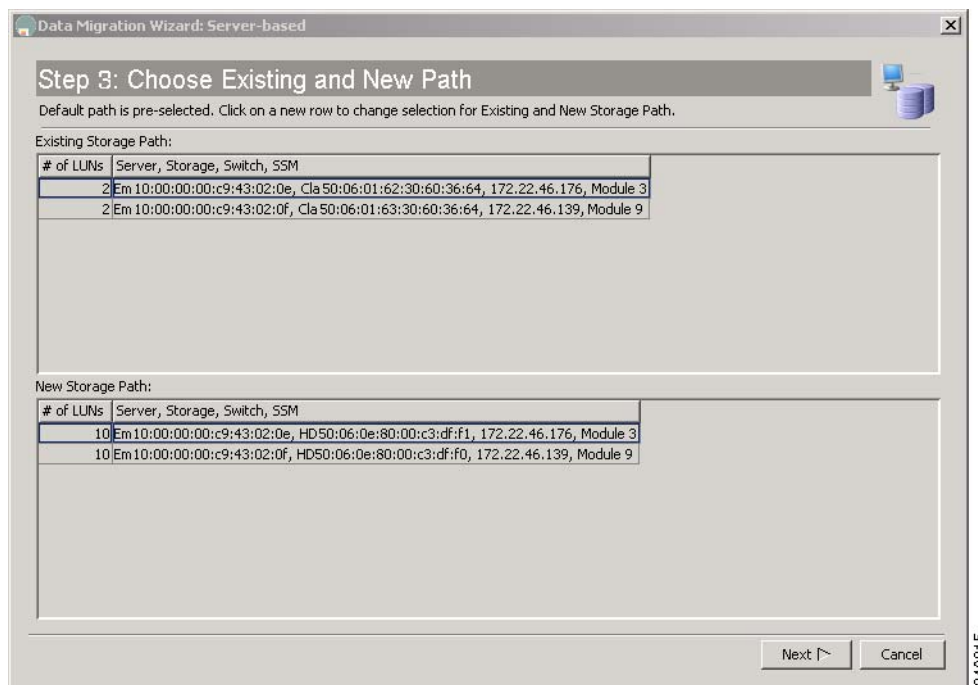 Data Migration Wizard: Server-based
Step 3: Choose Existing and New Path
Default path is pre-selected. Click on a new row to change selection for Existing and New Storage Path.
Existing Storage Path:
# of LUNs Server, Storage, Switch, SSM
2 Em 10:00:00:00:c9:43:02:0e, Cla 50:06:01:62:30:60:36:64, 172.22.46.176, Module 3
2 Em 10:00:00:00:c9:43:02:0f, Cla 50:06:01:63:30:60:36:64, 172.22.46.139, Module 9
New Storage Path:
# of LUNs Server, Storage, Switch, SSM
10 Em10:00:00:00:c9:43:02:0e, HD50:06:0e:80:00:c3:df:f1, 172.22.46.176, Module 3
10 Em10:00:00:00:c9:43:02:0f, HD50:06:0e:80:00:c3:df:f0, 172.22.46.139, Module 9
Next
Cancel